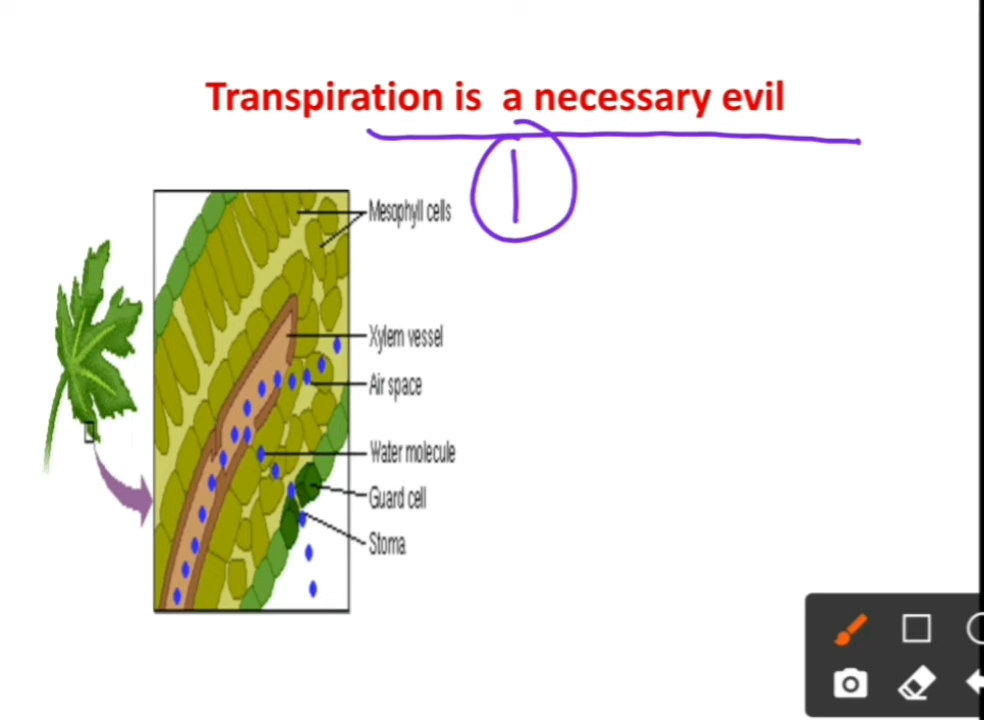 Transpiration is a necessary evil
1
Mesophyll cells
Xylem vessel
Air space
Water molecule
Guard cell
Stoma